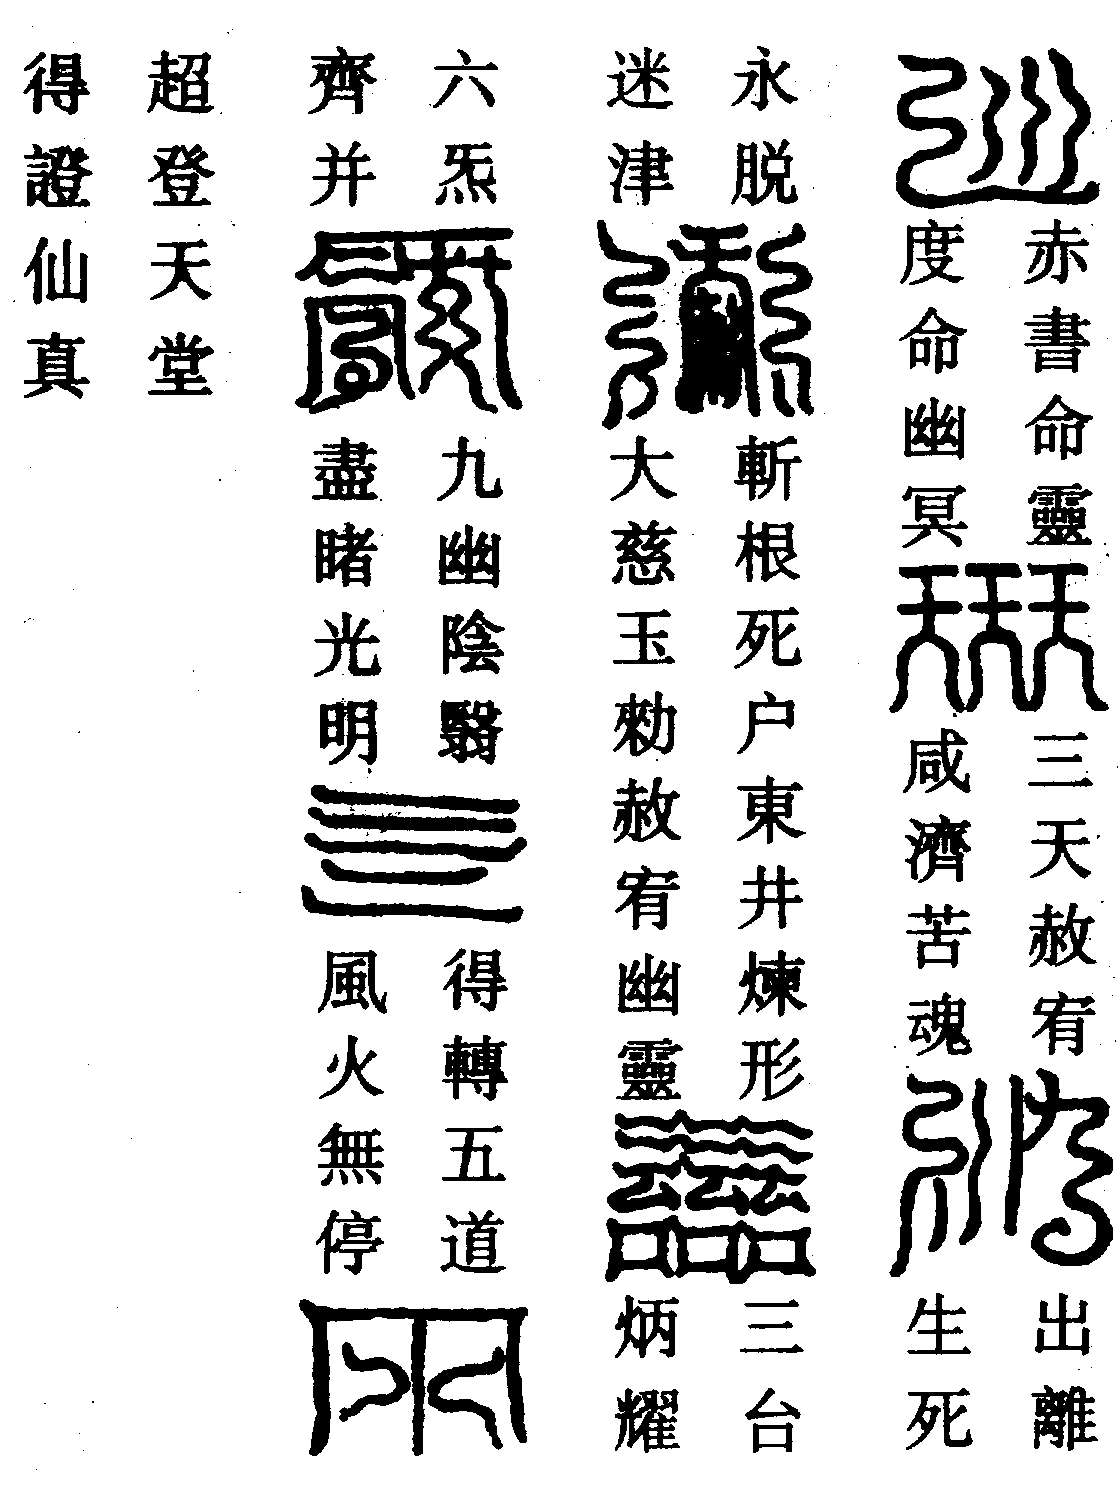 赤書命靈
度命幽冥
三天赦宥
咸濟苦魂
出離
生死
永脱
迷津
斬根死户東井煉形
大慈玉勑赦宥幽靈
三台
炳耀
六炁
齊并
九幽陰翳
盡睹光明
得轉五道
風火無停
超登天堂
得證仙真